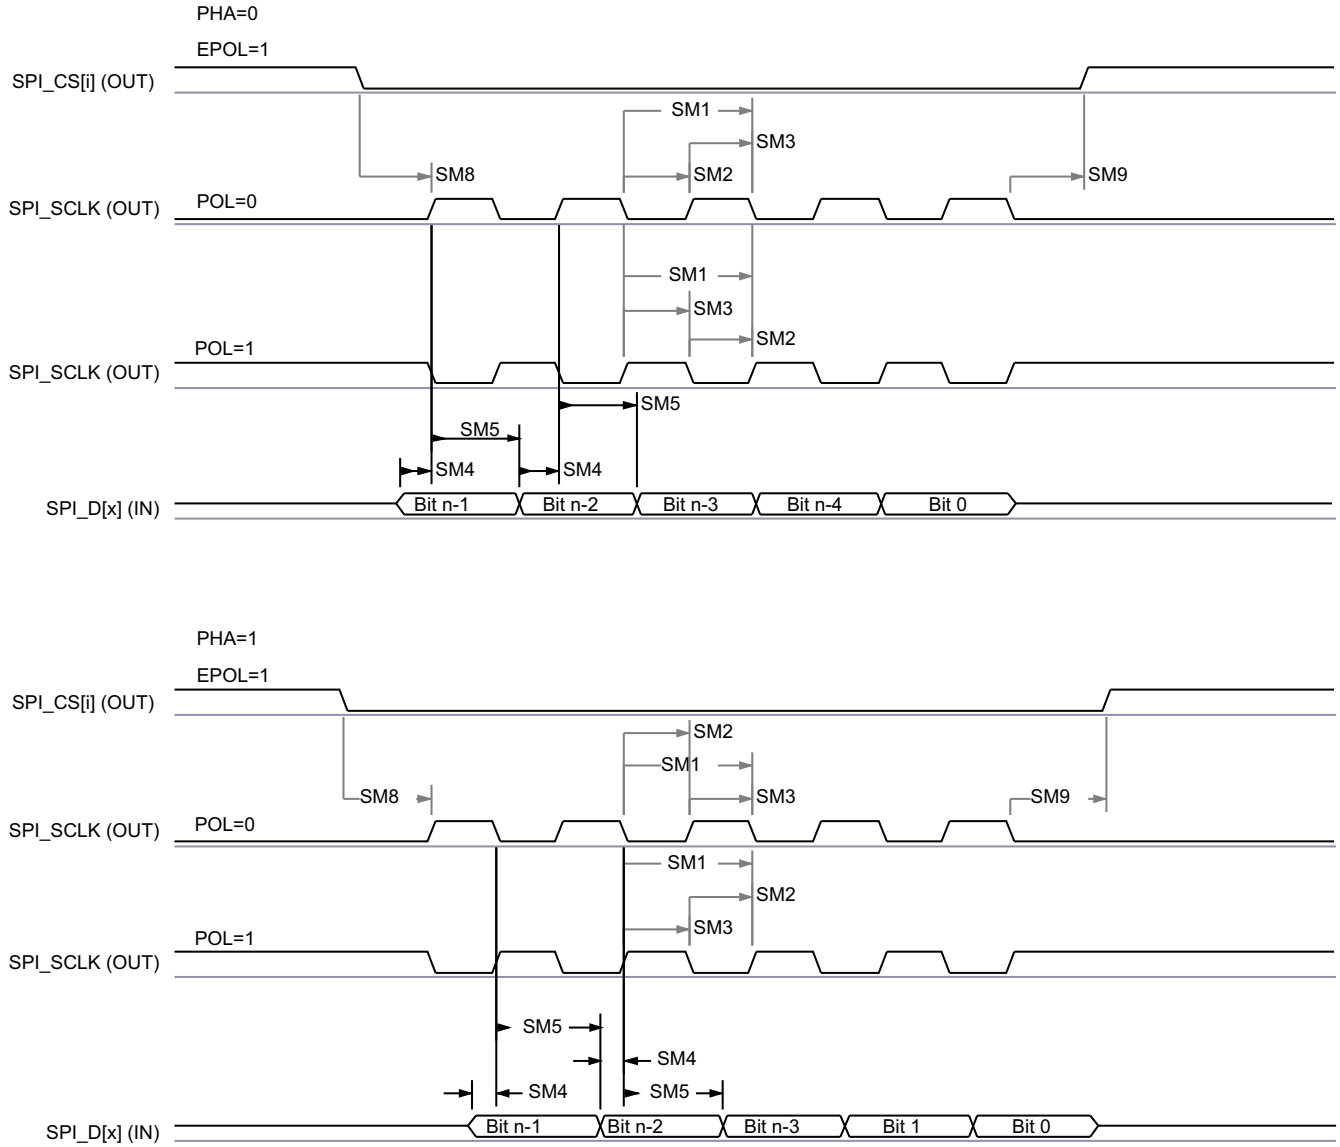 PHA=0
EPOL=1
SPI_CS[i] (OUT)
SM1
SM3
SM8
SM2
SM9
POL=0
SPI_SCLK (OUT)
SM1
SM3
SM2
POL=1
SPI_SCLK (OUT)
SM5
SM5
SM4
SM4
SPI_D[x] (IN)
Bit n-1
Bit n-2
Bit n-3
Bit n-4
Bit 0
PHA=1
EPOL=1
SPI_CS[i] (OUT)
SM2
SM1
SM8
SM3
SM9
POL=0
SPI_SCLK (OUT)
SM1
SM2
SM3
POL=1
SPI_SCLK (OUT)
SM5
SM4
SM4
SM5
SPI_D[x] (IN)
Bit n-1
Bit n-2
Bit n-3
Bit 1
Bit 0